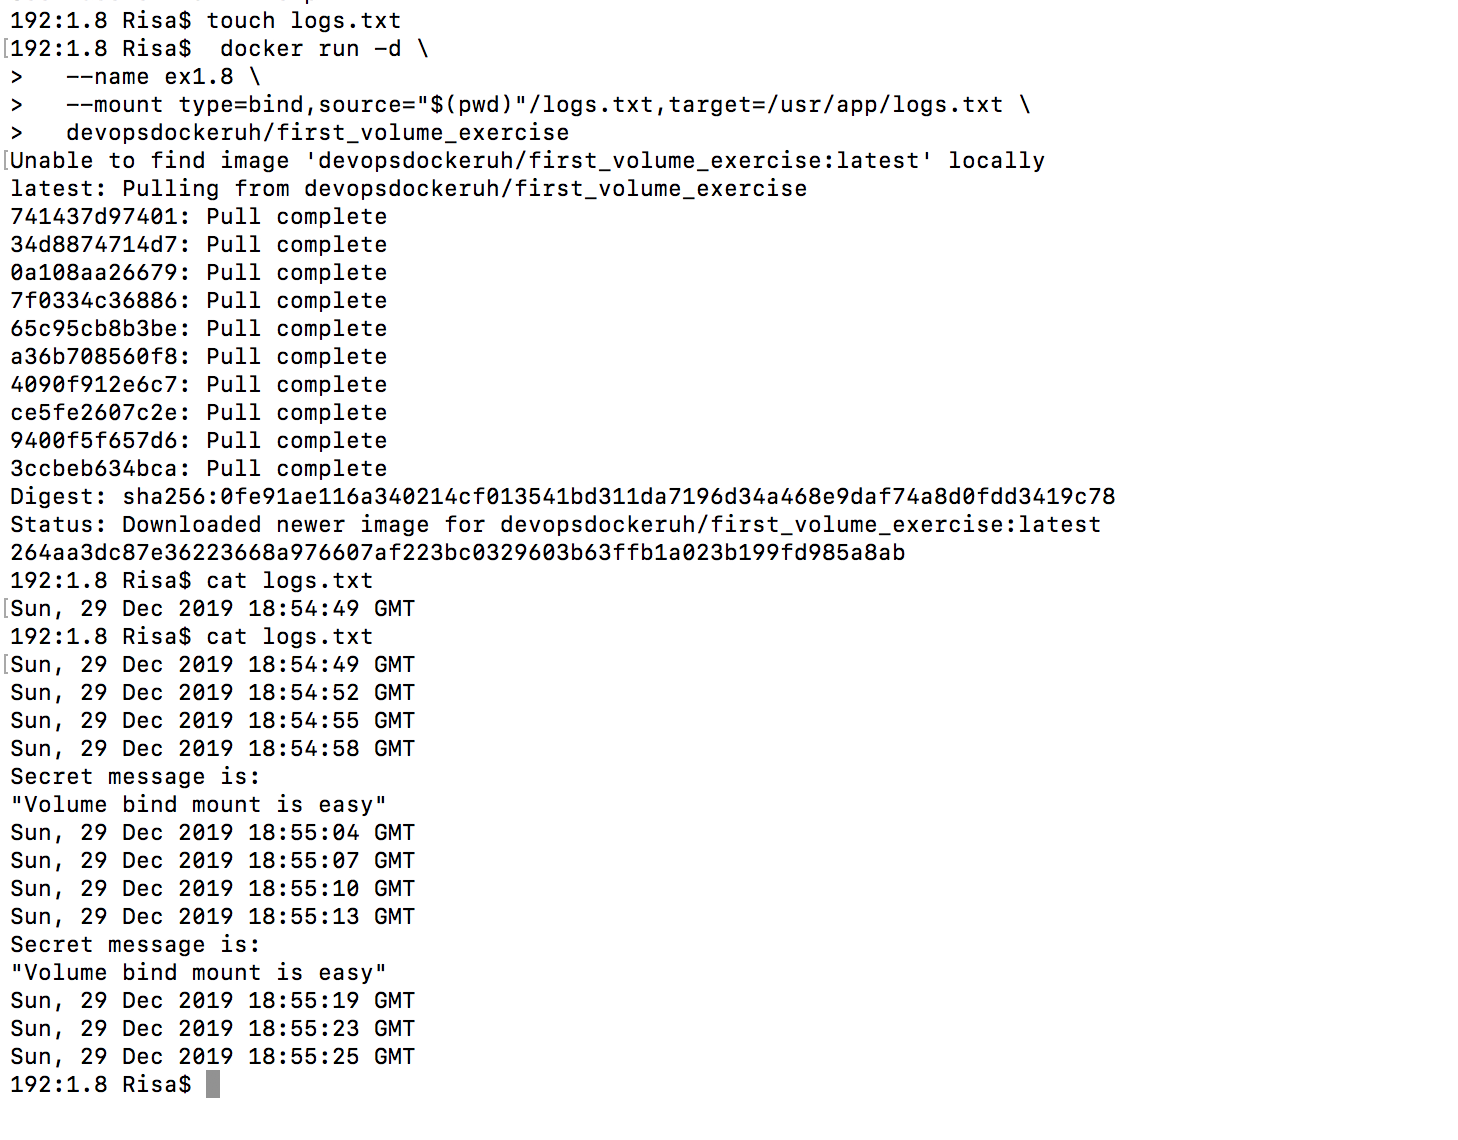 192:1.8 Risa$ touch logs.txt
[192:1.8 Risa$  docker run -d \
>   --name ex1.8 \
>   --mount type=bind,source="$(pwd)"/logs.txt,target=/usr/app/logs.txt \
>   devopsdockeruh/first_volume_exercise
[Unable to find image 'devopsdockeruh/first_volume_exercise:latest' locally
latest: Pulling from devopsdockeruh/first_volume_exercise
741437d97401: Pull complete
34d8874714d7: Pull complete
0a108aa26679: Pull complete
7f0334c36886: Pull complete
65c95cb8b3be: Pull complete
a36b708560f8: Pull complete
4090f912e6c7: Pull complete
ce5fe2607c2e: Pull complete
9400f5f657d6: Pull complete
3ccbeb634bca: Pull complete
Digest: sha256:0fe91ae116a340214cf013541bd311da7196d34a468e9daf74a8d0fdd3419c78
Status: Downloaded newer image for devopsdockeruh/first_volume_exercise:latest
264aa3dc87e36223668a976607af223bc0329603b63ffb1a023b199fd985a8ab
192:1.8 Risa$ cat logs.txt
[Sun, 29 Dec 2019 18:54:49 GMT
192:1.8 Risa$ cat logs.txt
[Sun, 29 Dec 2019 18:54:49 GMT
Sun, 29 Dec 2019 18:54:52 GMT
Sun, 29 Dec 2019 18:54:55 GMT
Sun, 29 Dec 2019 18:54:58 GMT
Secret message is:
"Volume bind mount is easy"
Sun, 29 Dec 2019 18:55:04 GMT
Sun, 29 Dec 2019 18:55:07 GMT
Sun, 29 Dec 2019 18:55:10 GMT
Sun, 29 Dec 2019 18:55:13 GMT
Secret message is:
"Volume bind mount is easy"
Sun, 29 Dec 2019 18:55:19 GMT
Sun, 29 Dec 2019 18:55:23 GMT
Sun, 29 Dec 2019 18:55:25 GMT
192:1.8 Risa$